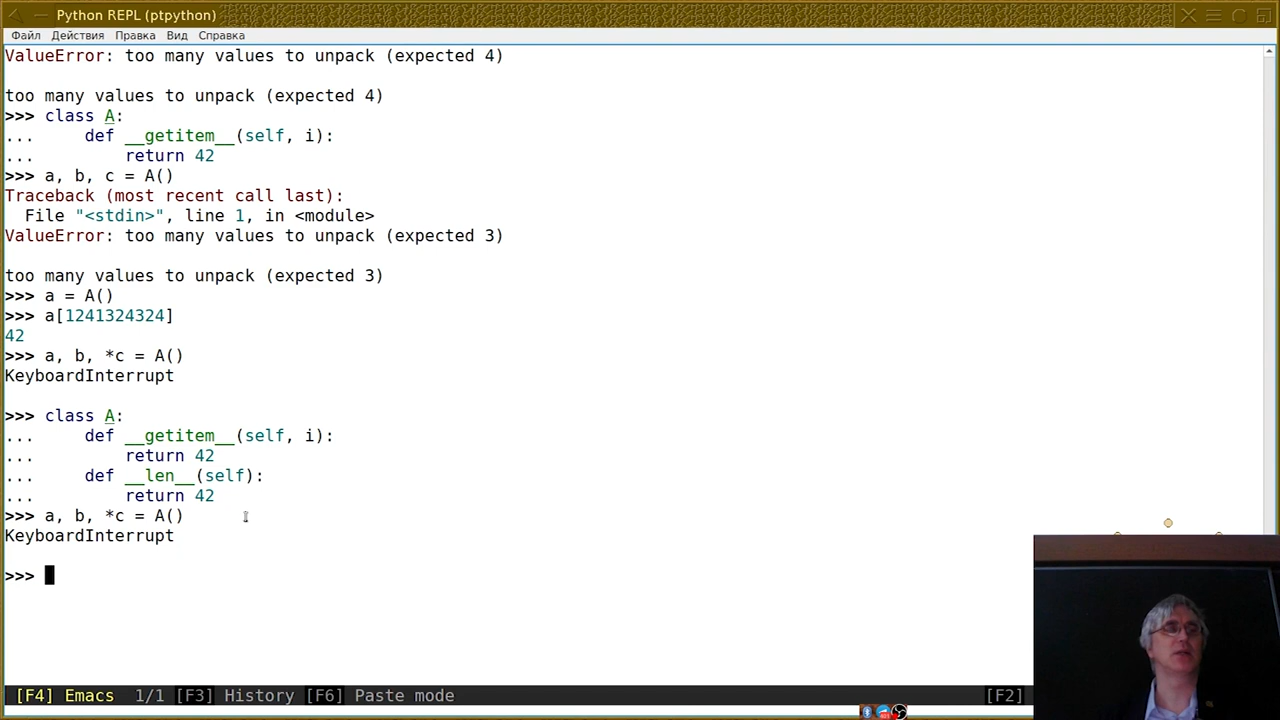 Python REPL (ptpython)
Файл Действия Правка Вид Справка
ValueError: too many values to unpack (expected 4)
too many values to unpack (expected 4)
>>> class A:
...     def __getitem__(self, i):
...         return 42
>>> a, b, c = A()
Traceback (most recent call last):
  File "<stdin>", line 1, in <module>
ValueError: too many values to unpack (expected 3)
too many values to unpack (expected 3)
>>> a = A()
>>> a[1241324324]
42
>>> a, b, *c = A()
KeyboardInterrupt
>>> class A:
...     def __getitem__(self, i):
...         return 42
...     def __len__(self):
...         return 42
>>> a, b, *c = A()
KeyboardInterrupt
>>>
[F4] Emacs 1/1 [F3] History [F6] Paste mode [F2]